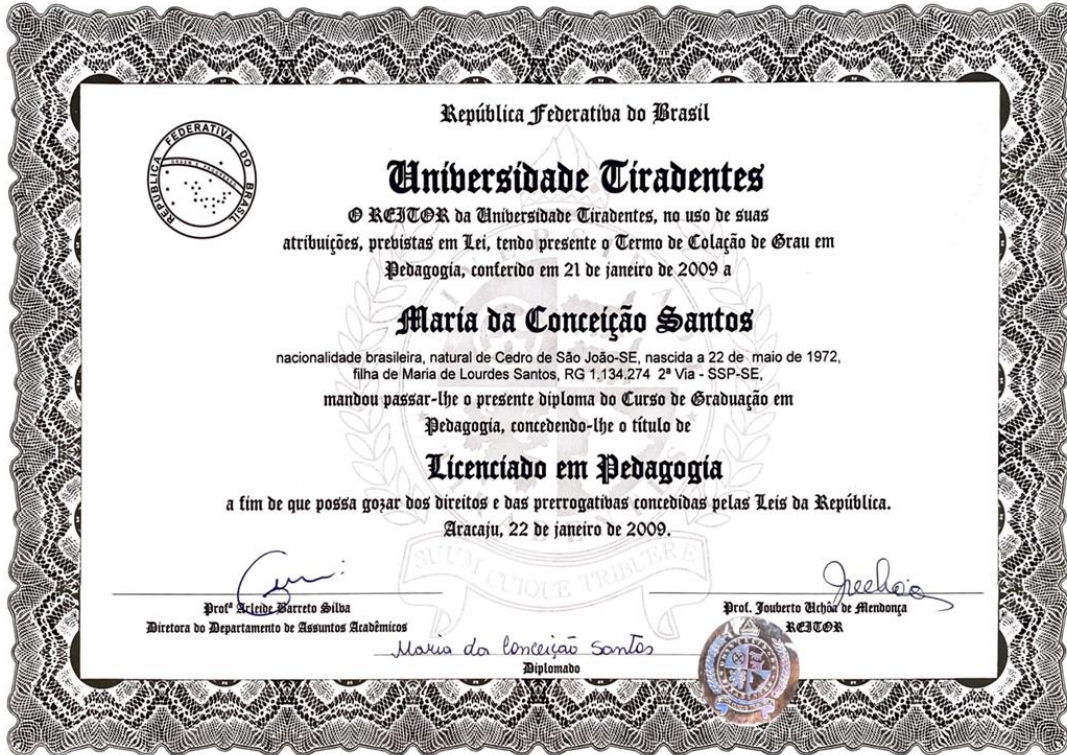 República Federativa do Brasil
REPÚBLICA FEDERATIVA DO BRASIL
ORDEM E PROGRESSO
Universidade Tiradentes
O REITOR da Universidade Tiradentes, no uso de suas
atribuições, previstas em Lei, tendo presente o Termo de Colação de Grau em
Pedagogia, conferido em 21 de janeiro de 2009 a
Maria da Conceição Santos
nacionalidade brasileira, natural de Cedro de São João-SE, nascida a 22 de maio de 1972,
filha de Maria de Lourdes Santos, RG 1.134.274 2ª Via - SSP-SE,
mandou passar-lhe o presente diploma do Curso de Graduação em
Pedagogia, concedendo-lhe o título de
Licenciado em Pedagogia
a fim de que possa gozar dos direitos e das prerrogativas concedidas pelas Leis da República.
Aracaju, 22 de janeiro de 2009.
SUUM CUIQUE TRIBUERE
Profª Arleide Barreto Silva
Diretora do Departamento de Assuntos Acadêmicos
Prof. Jouberto Uchôa de Mendonça
REITOR
Maria da Conceição Santos
Diplomado